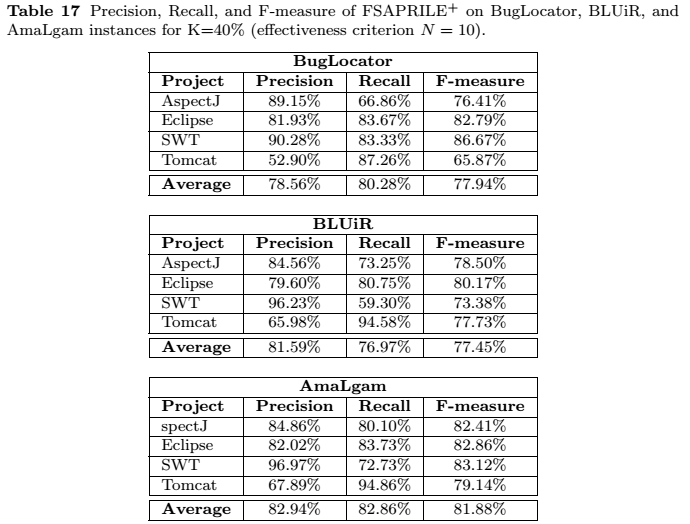 Table 17 Precision, Recall, and F-measure of FSAPRILE+ on BugLocator, BLUiR, and
AmaLgam instances for K=40% (effectiveness criterion N = 10).
BugLocator
Project Precision Recall F-measure
AspectJ 89.15% 66.86% 76.41%
Eclipse 81.93% 83.67% 82.79%
SWT 90.28% 83.33% 86.67%
Tomcat 52.90% 87.26% 65.87%
Average 78.56% 80.28% 77.94%
BLUiR
Project Precision Recall F-measure
AspectJ 84.56% 73.25% 78.50%
Eclipse 79.60% 80.75% 80.17%
SWT 96.23% 59.30% 73.38%
Tomcat 65.98% 94.58% 77.73%
Average 81.59% 76.97% 77.45%
AmaLgam
Project Precision Recall F-measure
spectJ 84.86% 80.10% 82.41%
Eclipse 82.02% 83.73% 82.86%
SWT 96.97% 72.73% 83.12%
Tomcat 67.89% 94.86% 79.14%
Average 82.94% 82.86% 81.88%